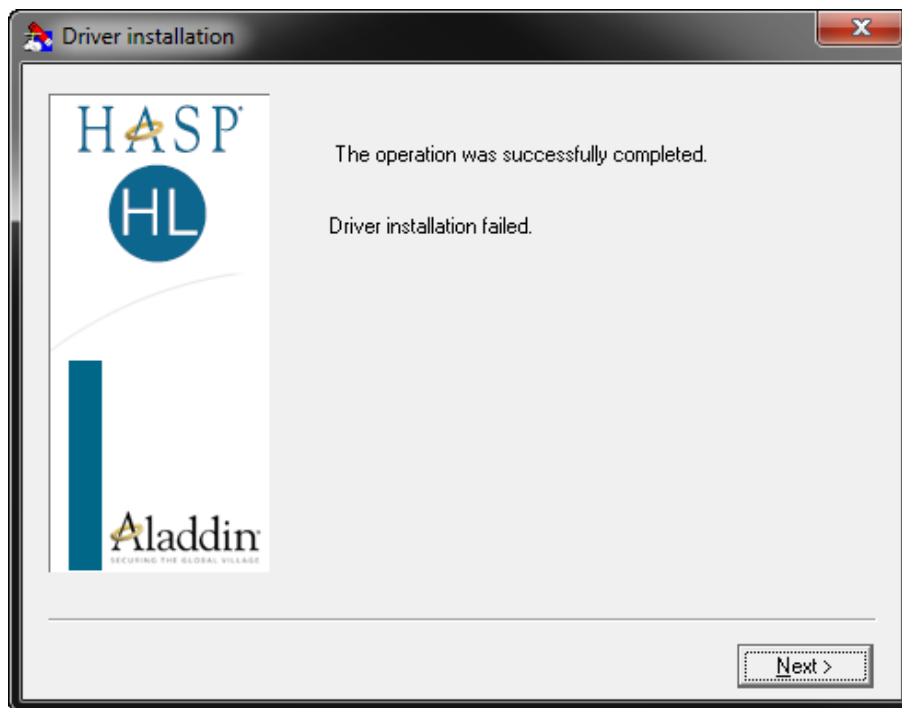 Driver installation
HASP
HL
The operation was successfully completed.
Driver installation failed.
Aladdin
SECURING THE GLOBAL VILLAGE
Next >